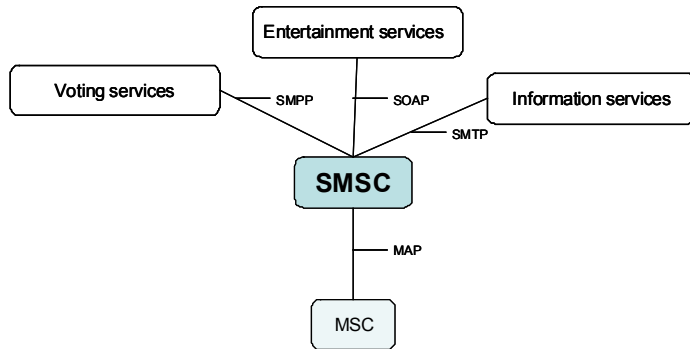 Entertainment services
Voting services
SMPP
SOAP
Information services
SMTP
SMSC
MAP
MSC